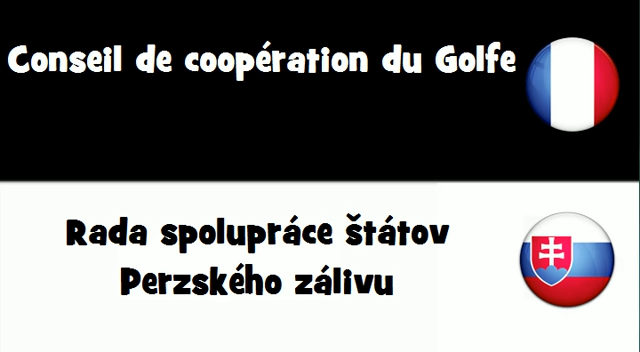 Conseil de coopération du Golfe
Rada spolupráce štátov
Perzského zálivu